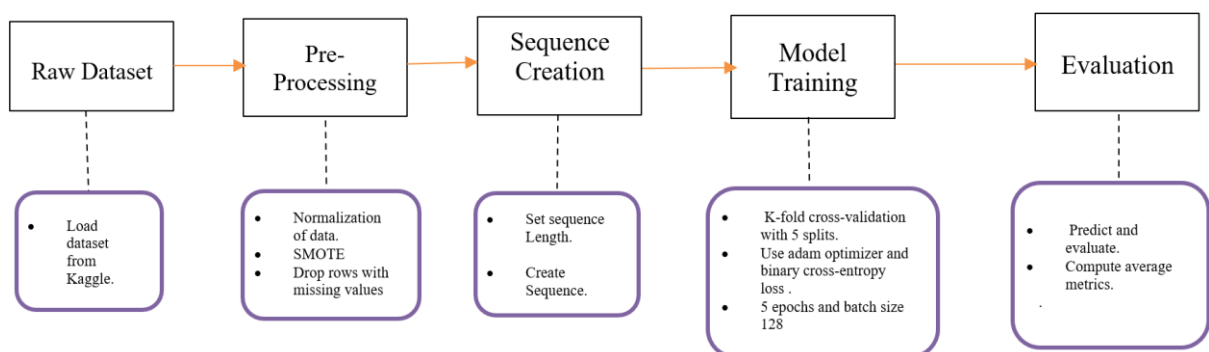 Raw Dataset
Pre-
Processing
Sequence
Creation
Model
Training
Evaluation
• Load
dataset
from
Kaggle.
• Normalization
of data.
• SMOTE
• Drop rows with
missing values
• Set sequence
Length.
• Create
Sequence.
• K-fold cross-validation
with 5 splits.
• Use adam optimizer and
binary cross-entropy
loss .
• 5 epochs and batch size
128
• Predict and
evaluate.
• Compute average
metrics.
.